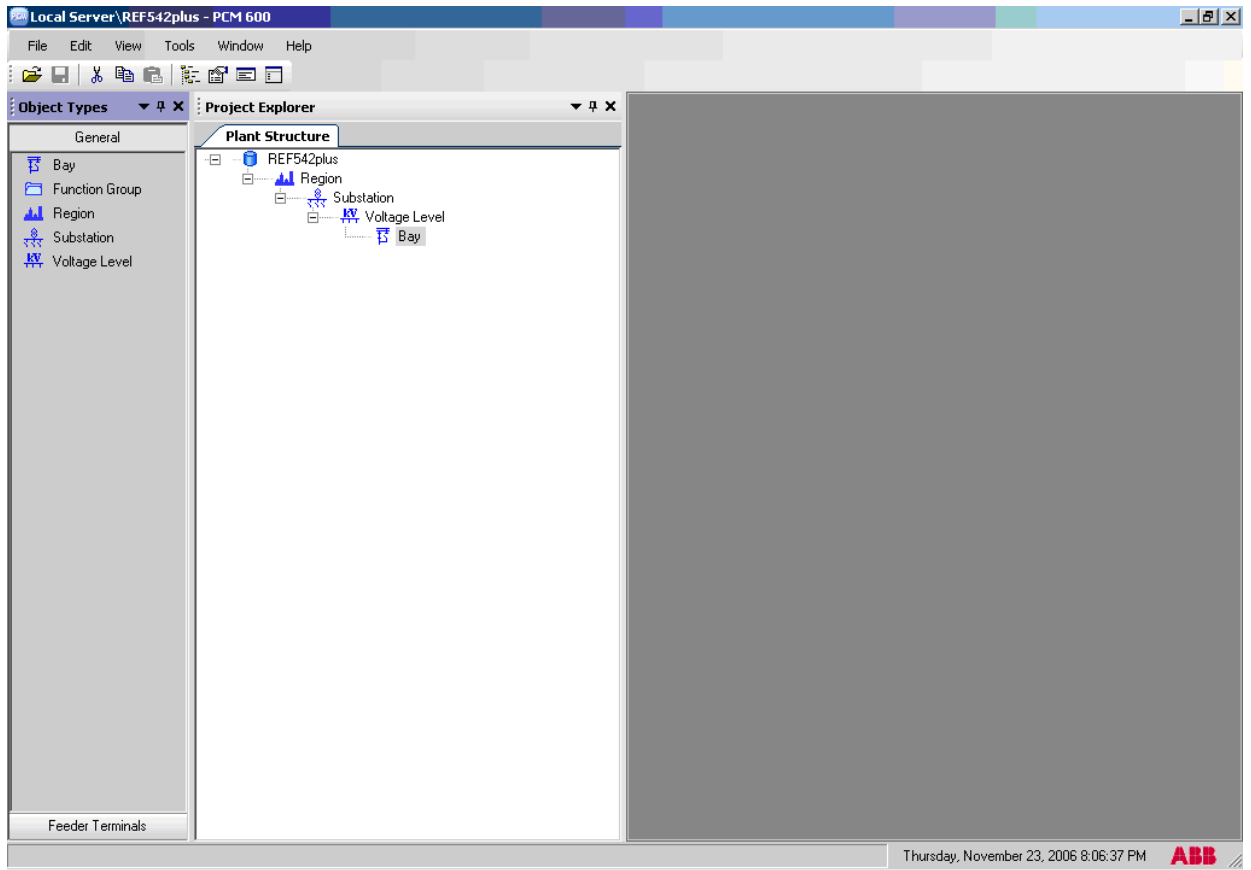 Local Server\REF542plus - PCM 600
File Edit View Tools Window Help
Object Types
General
Bay
Function Group
Region
Substation
Voltage Level
Feeder Terminals
Project Explorer
Plant Structure
REF542plus
Region
Substation
kV Voltage Level
Bay
Thursday, November 23, 2006 8:06:37 PM ABB